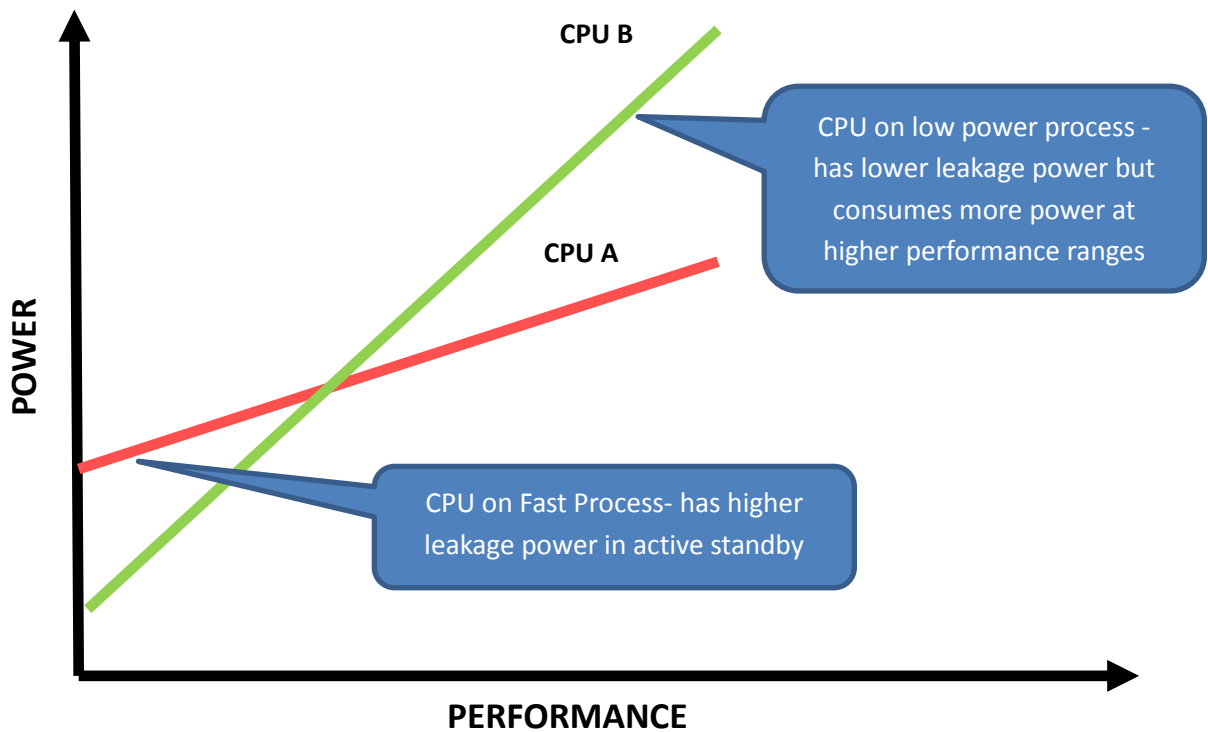 CPU B
CPU on low power process -
has lower leakage power but
consumes more power at
higher performance ranges
CPU A
POWER
CPU on Fast Process- has higher
leakage power in active standby
PERFORMANCE